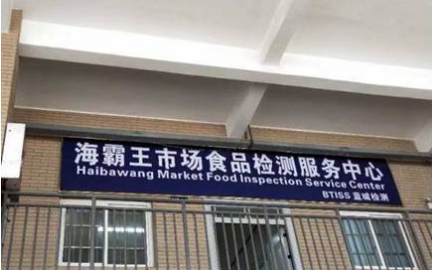 海霸王市场食品检测服务中心
Haibawang Market Food Inspection Service Center
BTISS 蓝城检测